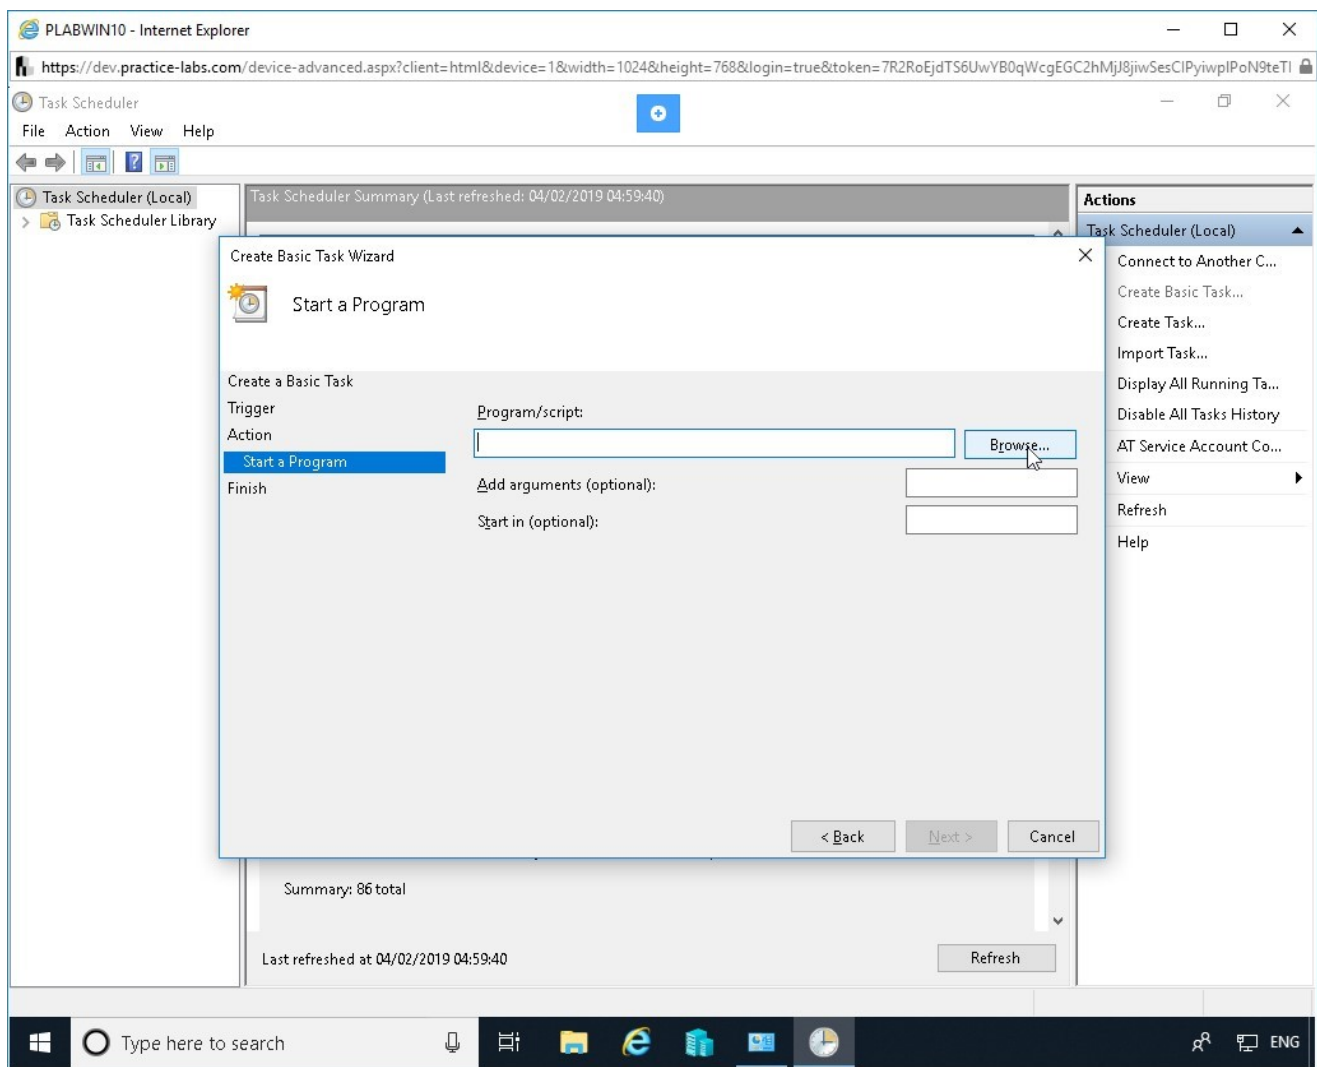 PLABWIN10 - Internet Explorer
https://dev.practice-labs.com/device-advanced.aspx?client=html&device=1&width=1024&height=768&login=true&token=7R2RoEjdTS6UwYB0qWcgEGC2hMjJ8jiwSesCIPyiwpIPoN9teTI
Task Scheduler
File Action View Help
Task Scheduler (Local)
Task Scheduler Library
Task Scheduler Summary (Last refreshed: 04/02/2019 04:59:40)
Create Basic Task Wizard
Start a Program
Create a Basic Task
Trigger
Action
Start a Program
Finish
Program/script:
Browse...
Add arguments (optional):
Start in (optional):
< Back
Next >
Cancel
Summary: 86 total
Last refreshed at 04/02/2019 04:59:40
Refresh
Actions
Task Scheduler (Local)
Connect to Another C...
Create Basic Task...
Create Task...
Import Task...
Display All Running Ta...
Disable All Tasks History
AT Service Account Co...
View
Refresh
Help
Type here to search
ENG